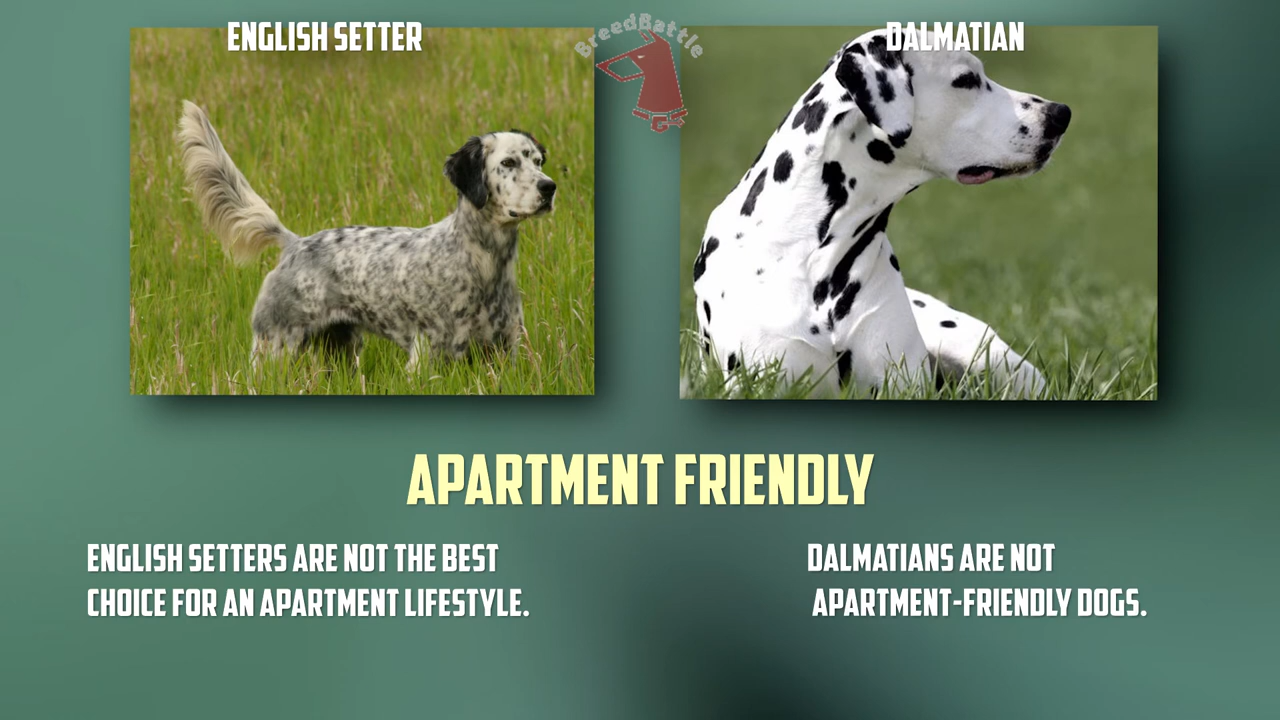 ENGLISH SETTER
BreedBattle
DALMATIAN
APARTMENT FRIENDLY
ENGLISH SETTERS ARE NOT THE BEST
CHOICE FOR AN APARTMENT LIFESTYLE.
DALMATIANS ARE NOT
APARTMENT-FRIENDLY DOGS.